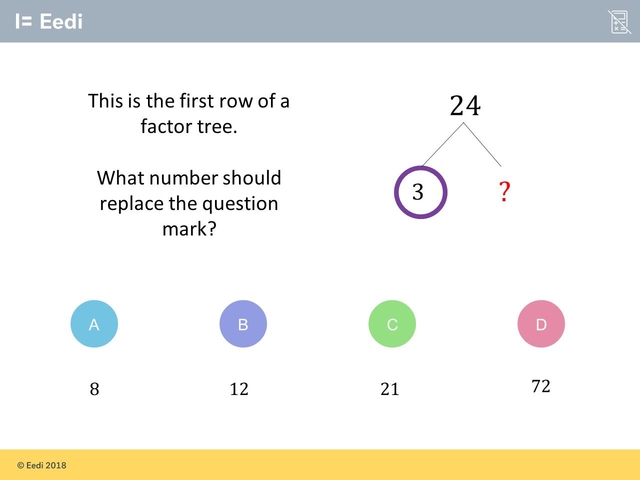 I= Eedi
This is the first row of a
factor tree.
What number should
replace the question
mark?
24
3
?
A
B
C
D
8
12
21
72
© Eedi 2018